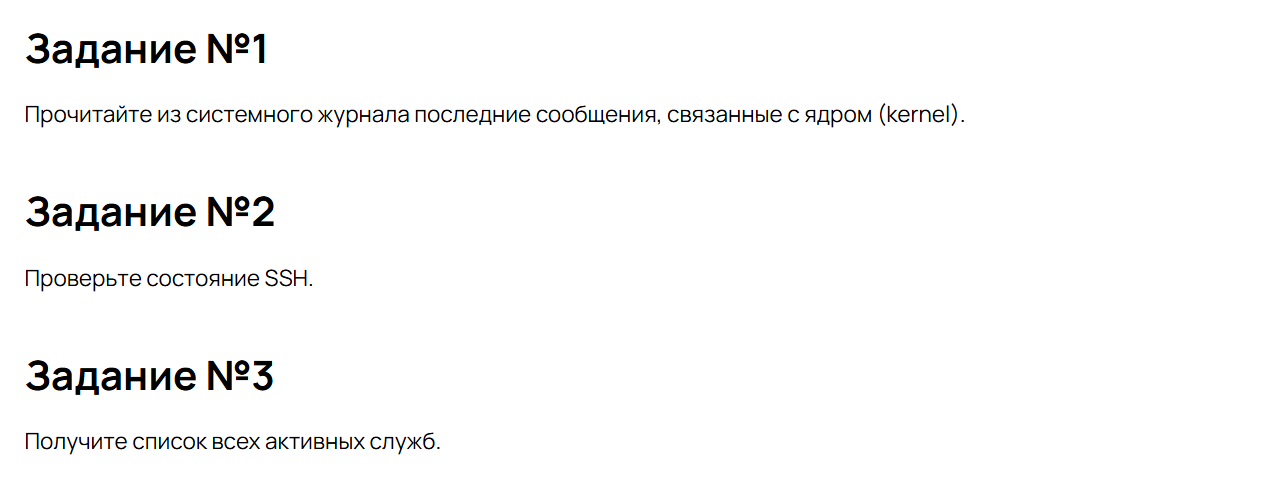 Задание №1
Прочитайте из системного журнала последние сообщения, связанные с ядром (kernel).
Задание №2
Проверьте состояние SSH.
Задание №3
Получите список всех активных служб.